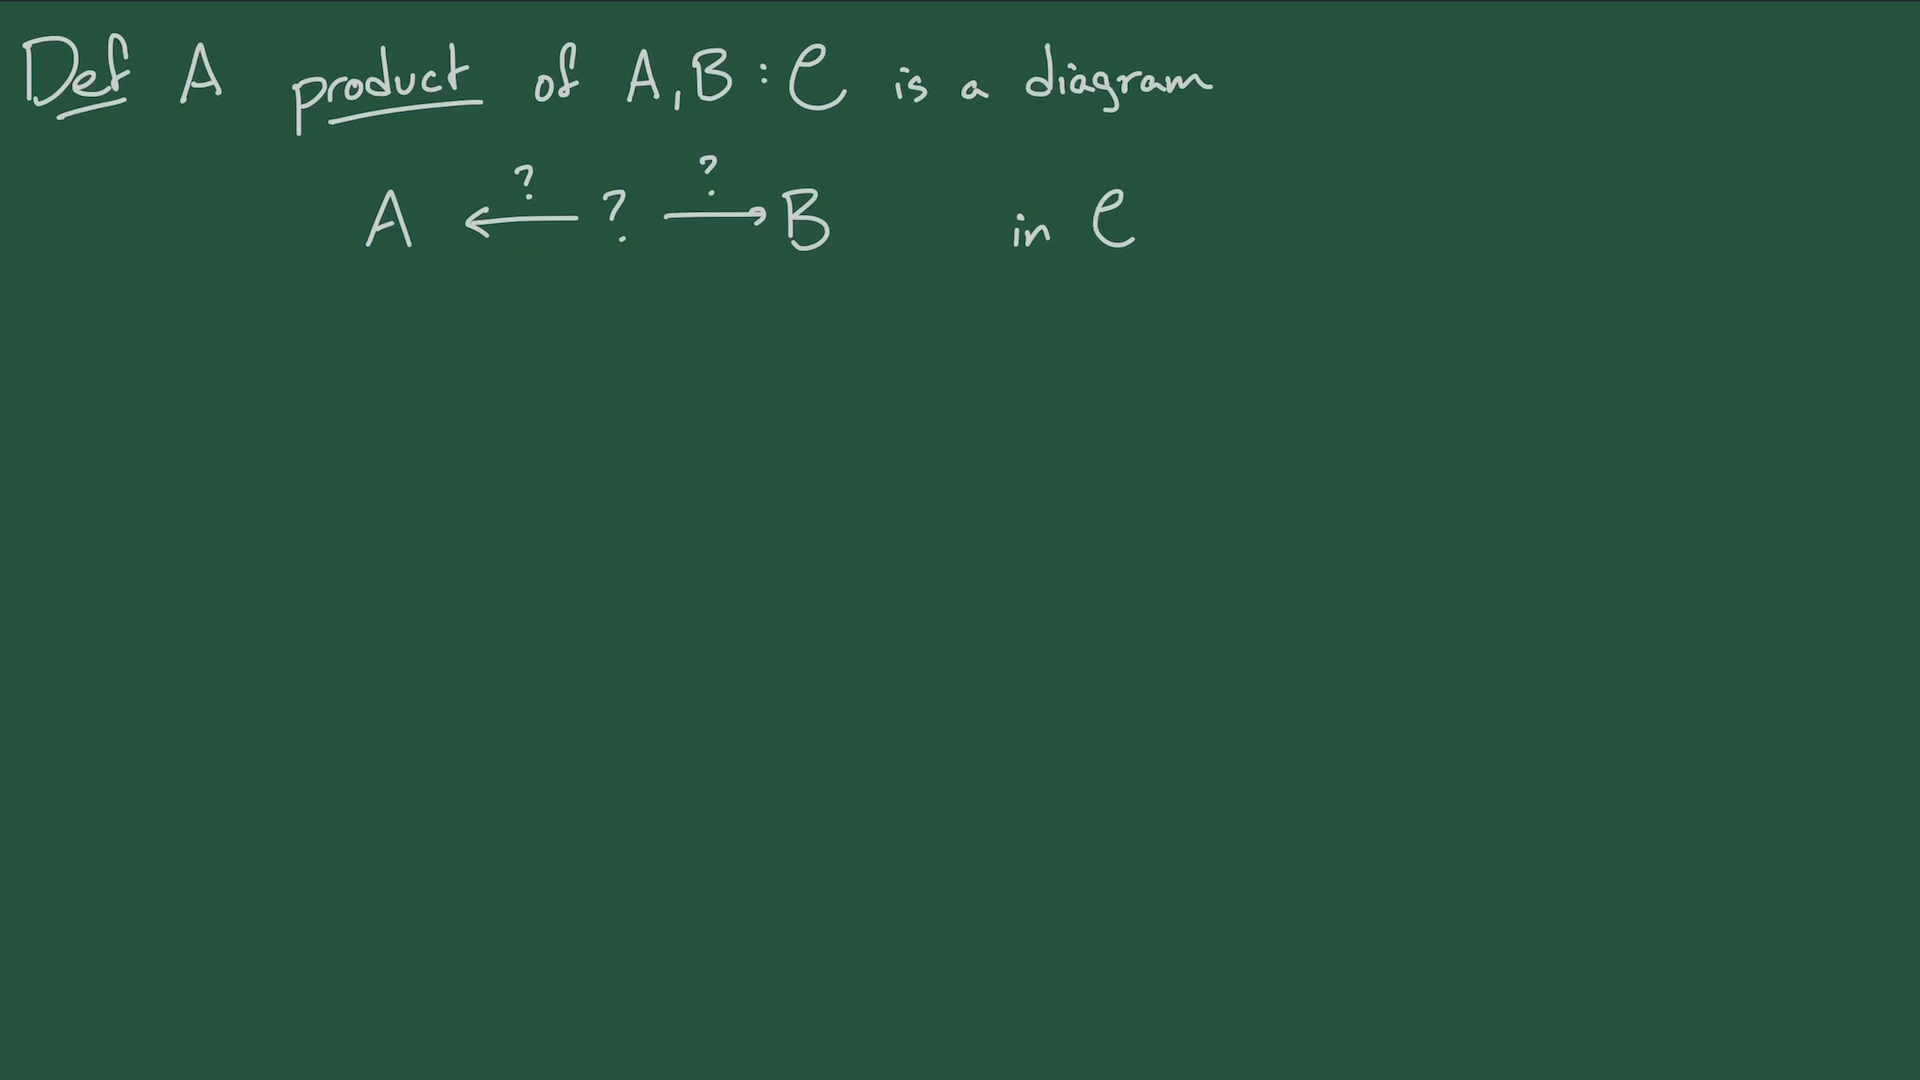 Def A product of A, B : C is a diagram
? ?
A ← ? → B in C